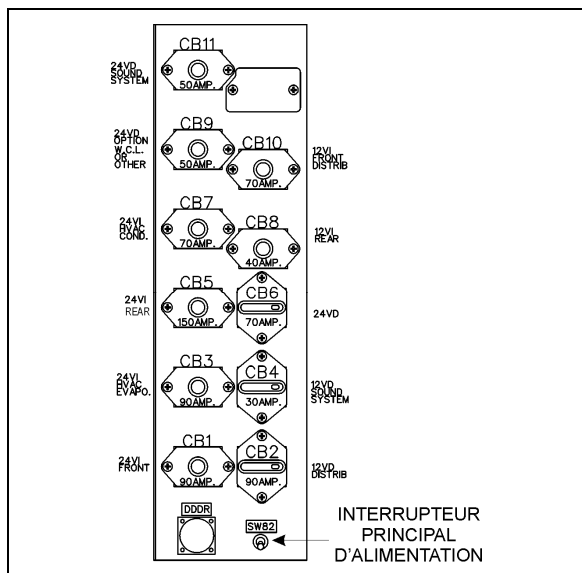 CB11
24VD
SOUND
SYSTEM
50AMP.
24VD
OPTION
W.C.L.
OR
OTHER
CB9
50AMP.
CB10
70AMP.
12VI
FRONT
DISTRIB
24VI
HVAC
COND.
CB7
70AMP.
CB8
40AMP.
12VI
REAR
24VI
REAR
CB5
150AMP.
CB6
70AMP.
24VD
24VI
HVAC
EVAPO.
CB3
90AMP.
CB4
30AMP.
12VD
SOUND
SYSTEM
24VI
FRONT
CB1
90AMP.
CB2
90AMP.
12VD
DISTRIB
DDDR
SW82
INTERRUPTEUR
PRINCIPAL
D'ALIMENTATION